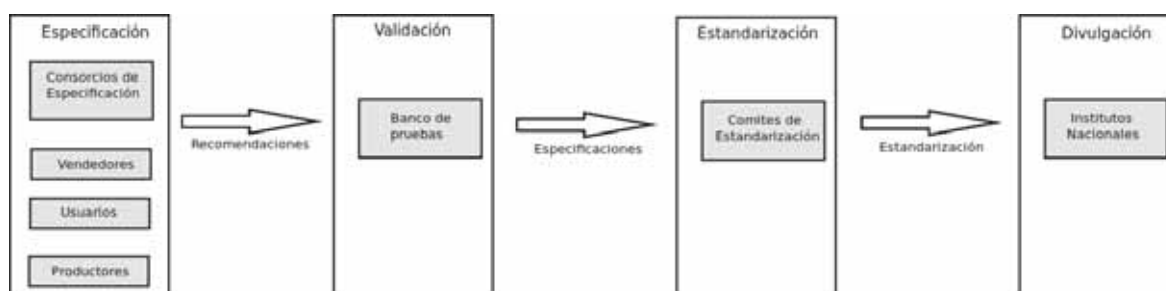 Especificación
Consorcios de
Especificación
Vendedores
Usuarios
Productores
Recomendaciones
Validación
Banco de
pruebas
Especificaciones
Estandarización
Comites de
Estandarización
Estandarización
Divulgación
Institutos
Nacionales